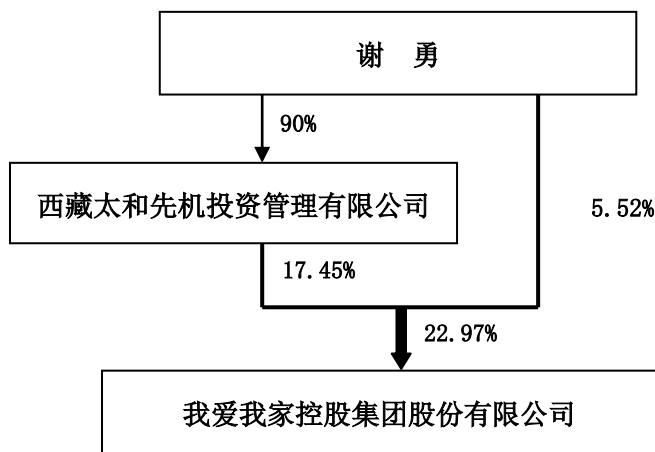 谢　勇
90%
西藏太和先机投资管理有限公司
5.52%
17.45%
22.97%
我爱我家控股集团股份有限公司